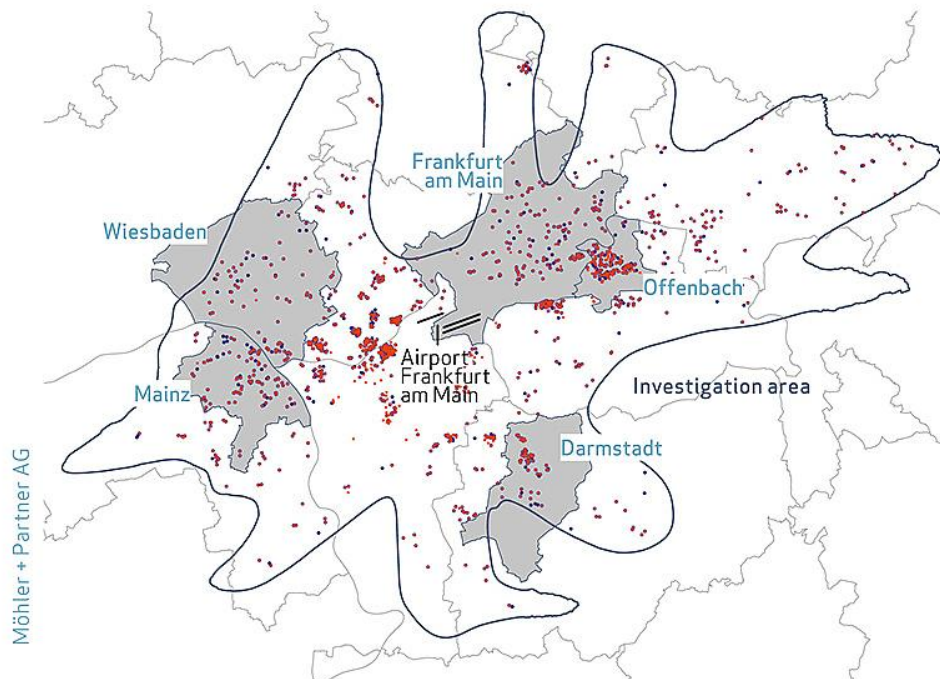 Frankfurt
am Main
Wiesbaden
Offenbach
Airport
Frankfurt
am Main
Investigation area
Mainz
Darmstadt
Möhler + Partner AG